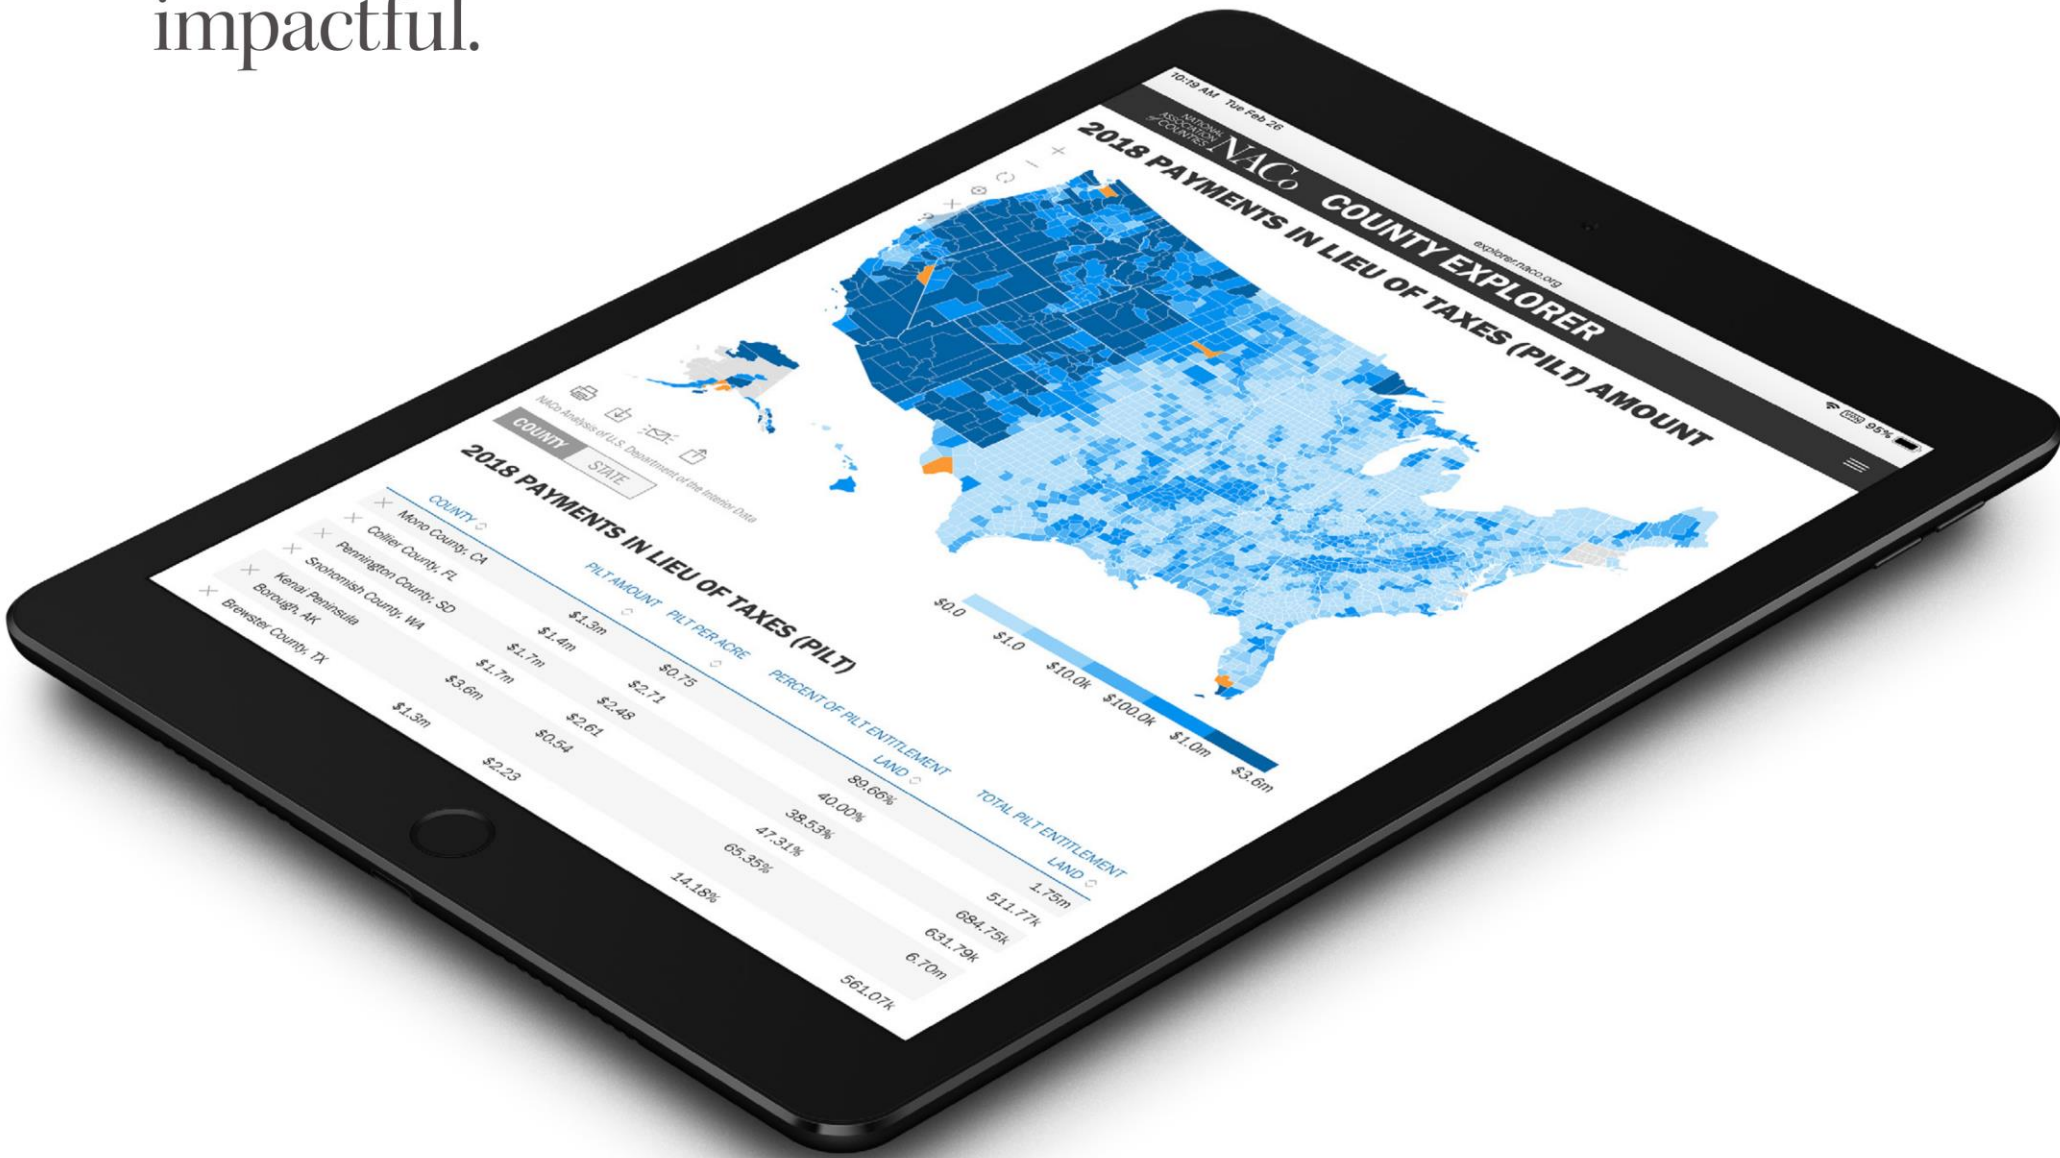 impactful.
10:19 AM Tue Feb 26
explorer.naco.org
95%
NATIONAL
ASSOCIATION
of COUNTIES
NACo COUNTY EXPLORER
2018 PAYMENTS IN LIEU OF TAXES (PILT) AMOUNT
?
$0.0 $1.0 $10.0k $100.0k $1.0m $3.6m
NACo Analysis of U.S. Department of the Interior Data
COUNTY STATE
2018 PAYMENTS IN LIEU OF TAXES (PILT)
COUNTY PILT AMOUNT PILT PER ACRE PERCENT OF PILT ENTITLEMENT LAND TOTAL PILT ENTITLEMENT LAND
Mono County, CA $1.3m $0.75 89.66% 1.75m
Collier County, FL $1.4m $2.71 40.00% 511.77k
Pennington County, SD $1.7m $2.48 38.53% 684.75k
Snohomish County, WA $1.7m $2.61 47.31% 631.79k
Kenai Peninsula Borough, AK $3.6m $0.54 65.35% 6.70m
Brewster County, TX $1.3m $2.23 14.18% 561.07k